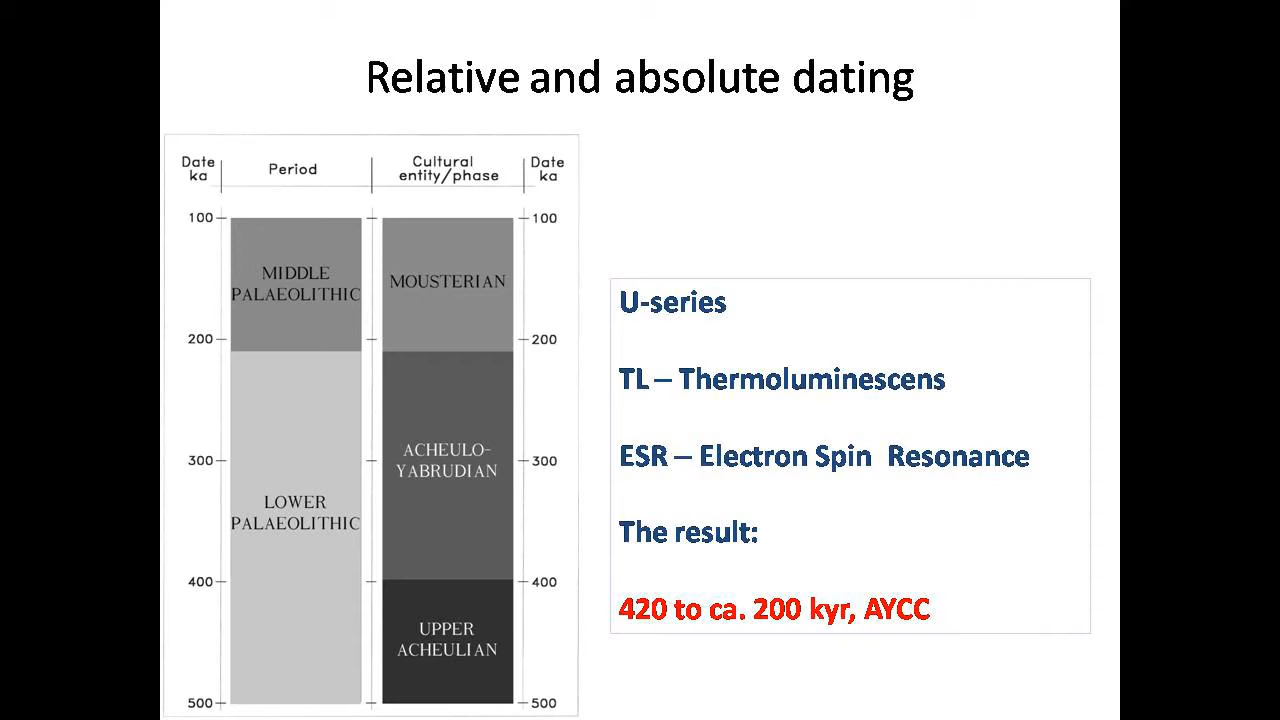 Relative and absolute dating
Date ka
Period
Cultural entity/phase
Date ka
100
100
MIDDLE
PALAEOLITHIC
MOUSTERIAN
200
200
ACHEULO-
YABRUDIAN
300
300
LOWER
PALAEOLITHIC
400
400
UPPER
ACHEULIAN
500
500
U-series
TL – Thermoluminescens
ESR – Electron Spin Resonance
The result:
420 to ca. 200 kyr, AYCC